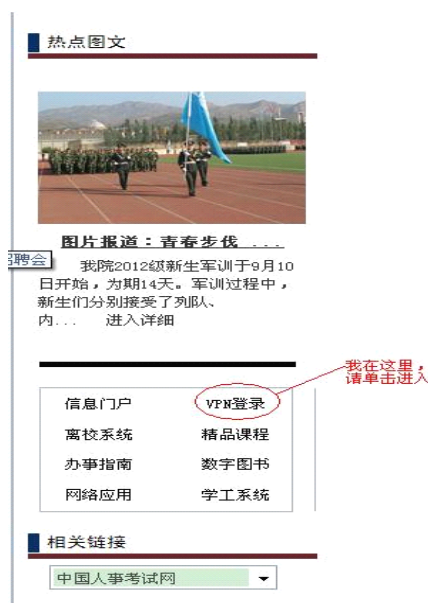 热点图文
图片报道：青春步伐 ...
聘会
我院2012级新生军训于9月10
日开始，为期14天。军训过程中，
新生们分别接受了列队、
内... 进入详细
我在这里，
请单击进入
信息门户 VPN登录
离校系统 精品课程
办事指南 数字图书
网络应用 学工系统
相关链接
中国人事考试网